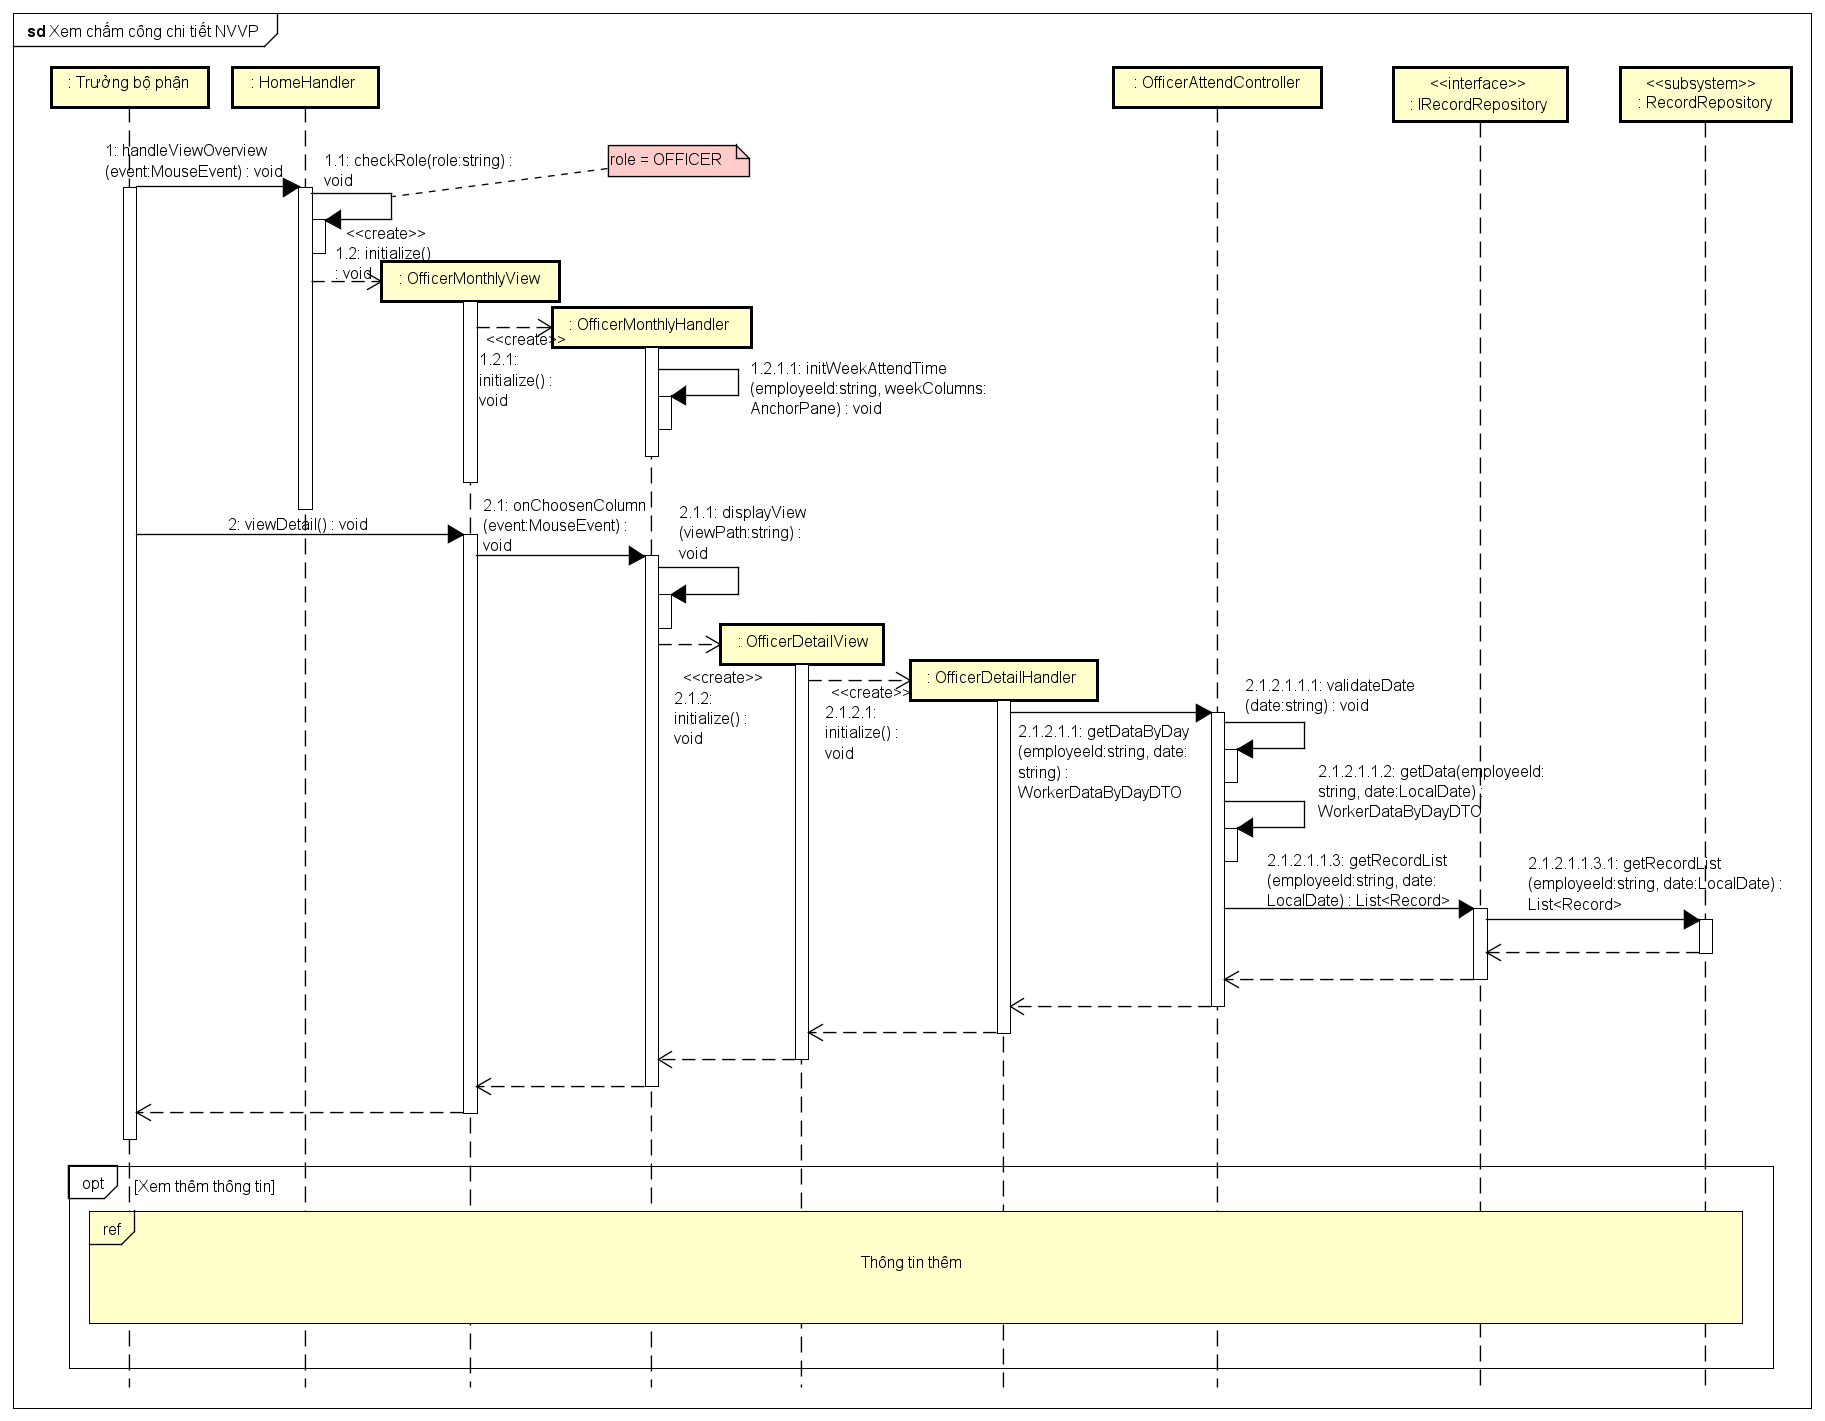 sd Xem chấm công chi tiết NVVP
: Trưởng bộ phận
: HomeHandler
: OfficerAttendController
<<interface>>
: IRecordRepository
<<subsystem>>
: RecordRepository
1: handleViewOverview
(event:MouseEvent) : void
1.1: checkRole(role:string) :
void
role = OFFICER
<<create>>
1.2: initialize()
: void
: OfficerMonthlyView
: OfficerMonthlyHandler
<<create>>
1.2.1:
initialize() :
void
1.2.1.1: initWeekAttendTime
(employeeId:string, weekColumns:
AnchorPane) : void
2: viewDetail() : void
2.1: onChoosenColumn
(event:MouseEvent) :
void
2.1.1: displayView
(viewPath:string) :
void
: OfficerDetailView
<<create>>
2.1.2:
initialize() :
void
: OfficerDetailHandler
<<create>>
2.1.2.1:
initialize() :
void
2.1.2.1.1: getDataByDay
(employeeId:string, date:
string) :
WorkerDataByDayDTO
2.1.2.1.1.1: validateDate
(date:string) : void
2.1.2.1.1.2: getData(employeeId:
string, date:LocalDate) :
WorkerDataByDayDTO
2.1.2.1.1.3: getRecordList
(employeeId:string, date:
LocalDate) : List<Record>
2.1.2.1.1.3.1: getRecordList
(employeeId:string, date:LocalDate) :
List<Record>
opt
[Xem thêm thông tin]
ref
Thông tin thêm